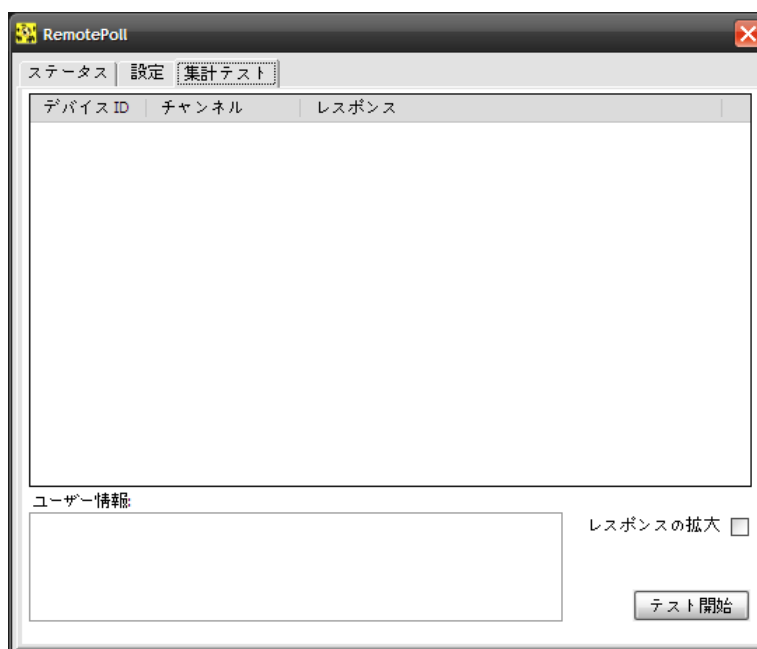 RemotePoll
ステータス 設定 集計テスト
デバイスID チャンネル レスポンス
ユーザー情報:
レスポンスの拡大
テスト開始